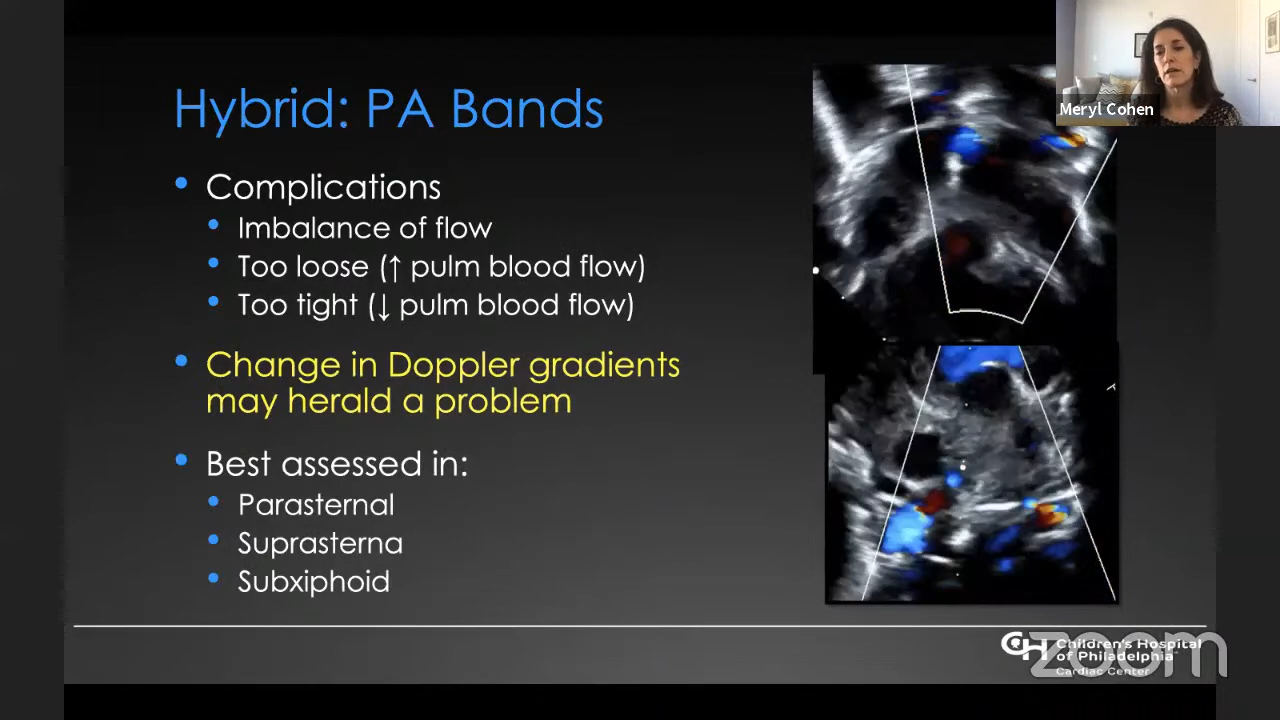 Hybrid: PA Bands
Meryl Cohen
• Complications
• Imbalance of flow
• Too loose (↑ pulm blood flow)
• Too tight (↓ pulm blood flow)
• Change in Doppler gradients
may herald a problem
• Best assessed in:
• Parasternal
• Suprasterna
• Subxiphoid
CH
Children's Hospital
of Philadelphia
Cardiac Center
zoom